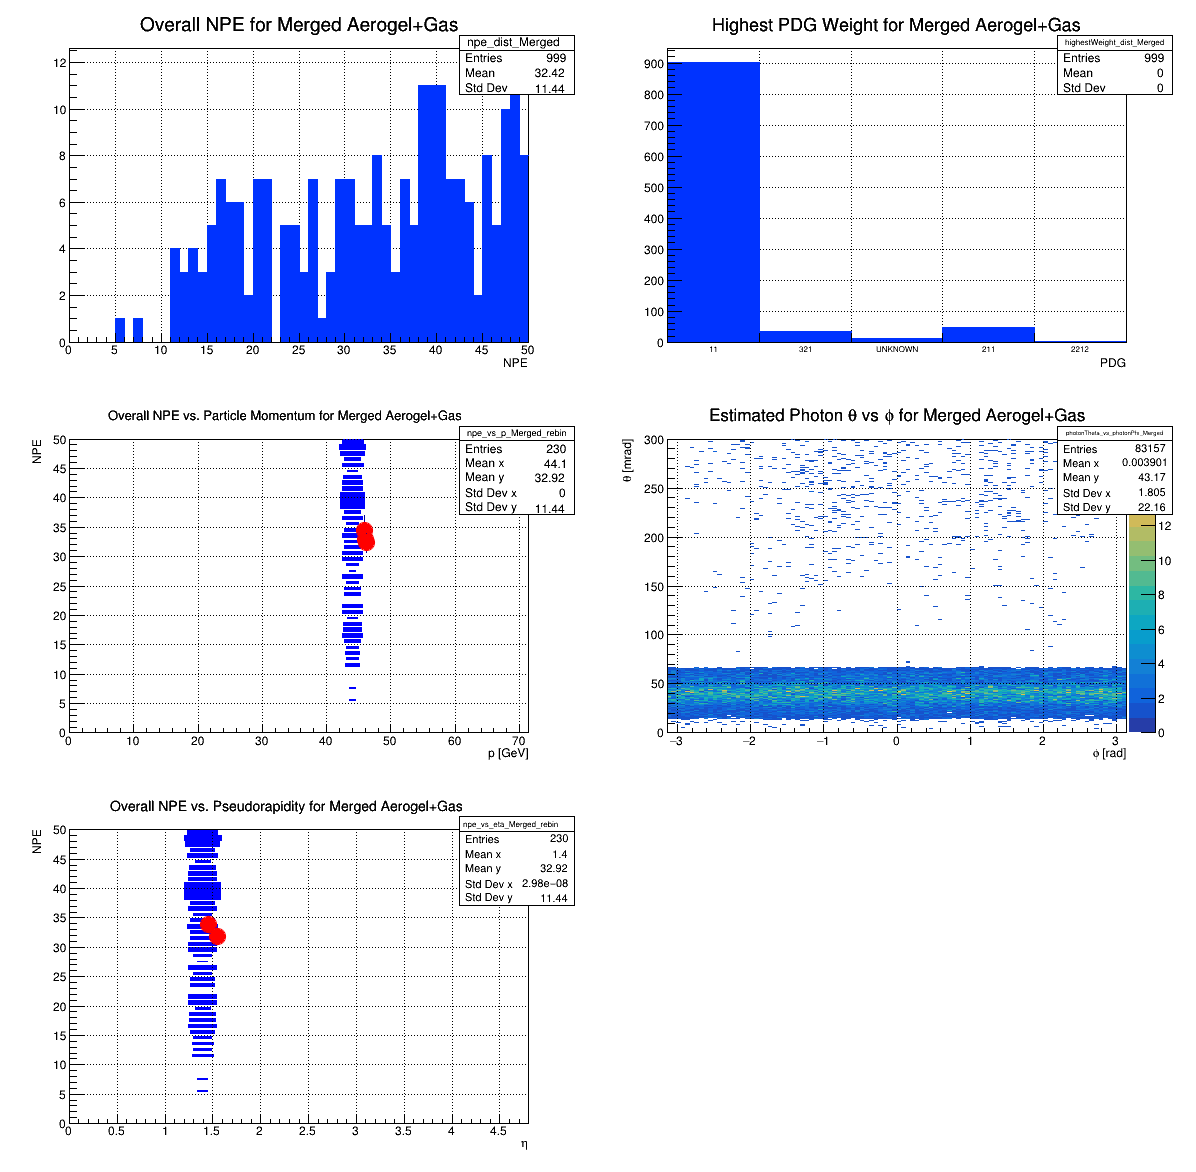 Overall NPE for Merged Aerogel+Gas
npe_dist_Merged
Entries 999
Mean 32.42
Std Dev 11.44
12
10
8
6
4
2
0
0 5 10 15 20 25 30 35 40 45 50
NPE
Highest PDG Weight for Merged Aerogel+Gas
highestWeight_dist_Merged
Entries 999
Mean 0
Std Dev 0
900
800
700
600
500
400
300
200
100
0
11 321 UNKNOWN 211 2212
PDG
Overall NPE vs. Particle Momentum for Merged Aerogel+Gas
npe_vs_p_Merged_rebin
Entries 230
Mean x 44.1
Mean y 32.92
Std Dev x 0
Std Dev y 11.44
NPE
50
45
40
35
30
25
20
15
10
5
0
0 10 20 30 40 50 60 70
p [GeV]
Estimated Photon θ vs ϕ for Merged Aerogel+Gas
photonTheta_vs_photonPhi_Merged
Entries 83157
Mean x 0.003901
Mean y 43.17
Std Dev x 1.805
Std Dev y 22.16
θ [mrad]
300
250
200
150
100
50
0
−3 −2 −1 0 1 2 3
ϕ [rad]
12
10
8
6
4
2
0
Overall NPE vs. Pseudorapidity for Merged Aerogel+Gas
npe_vs_eta_Merged_rebin
Entries 230
Mean x 1.4
Mean y 32.92
Std Dev x 2.98e−08
Std Dev y 11.44
NPE
50
45
40
35
30
25
20
15
10
5
0
0 0.5 1 1.5 2 2.5 3 3.5 4 4.5
η